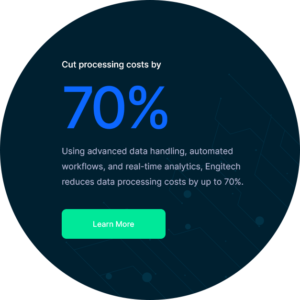 Cut processing costs by
70%
Using advanced data handling, automated
workflows, and real-time analytics, Engitech
reduces data processing costs by up to 70%.
Learn More